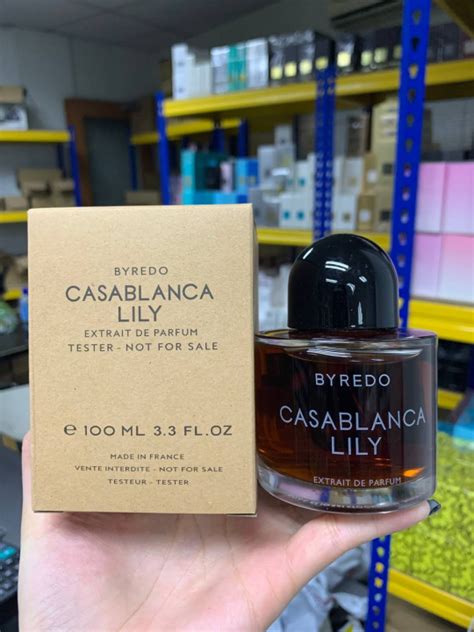 BYREDO
CASABLANCA
LILY
EXTRAIT DE PARFUM
TESTER - NOT FOR SALE
℮ 100 ML 3.3 FL.OZ
MADE IN FRANCE
VENTE INTERDITE - NOT FOR SALE
TESTEUR - TESTER
BYREDO
CASABLANCA
LILY
EXTRAIT DE PARFUM